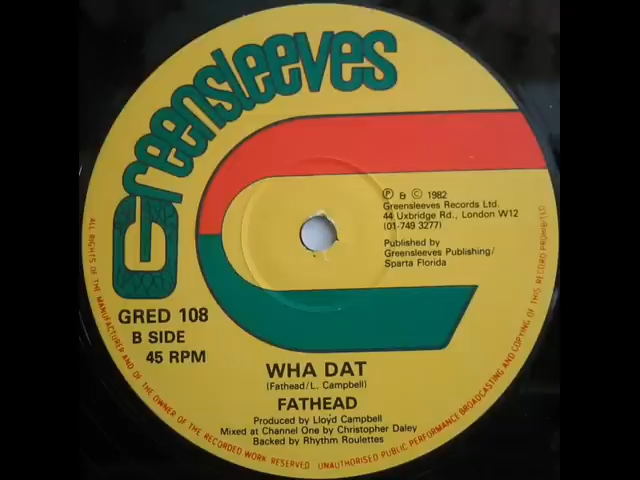 Greensleeves
℗ & © 1982
Greensleeves Records Ltd.
44 Uxbridge Rd., London W12
(01-749 3277)
Published by
Greensleeves Publishing/
Sparta Florida
GRED 108
B SIDE
45 RPM
WHA DAT
(Fathead/L. Campbell)
FATHEAD
Produced by Lloyd Campbell
Mixed at Channel One by Christopher Daley
Backed by Rhythm Roulettes
ALL RIGHTS OF THE MANUFACTURER AND OF THE OWNER OF THE RECORDED WORK RESERVED UNAUTHORISED PUBLIC PERFORMANCE BROADCASTING AND COPYING OF THIS RECORD PROHIBITED